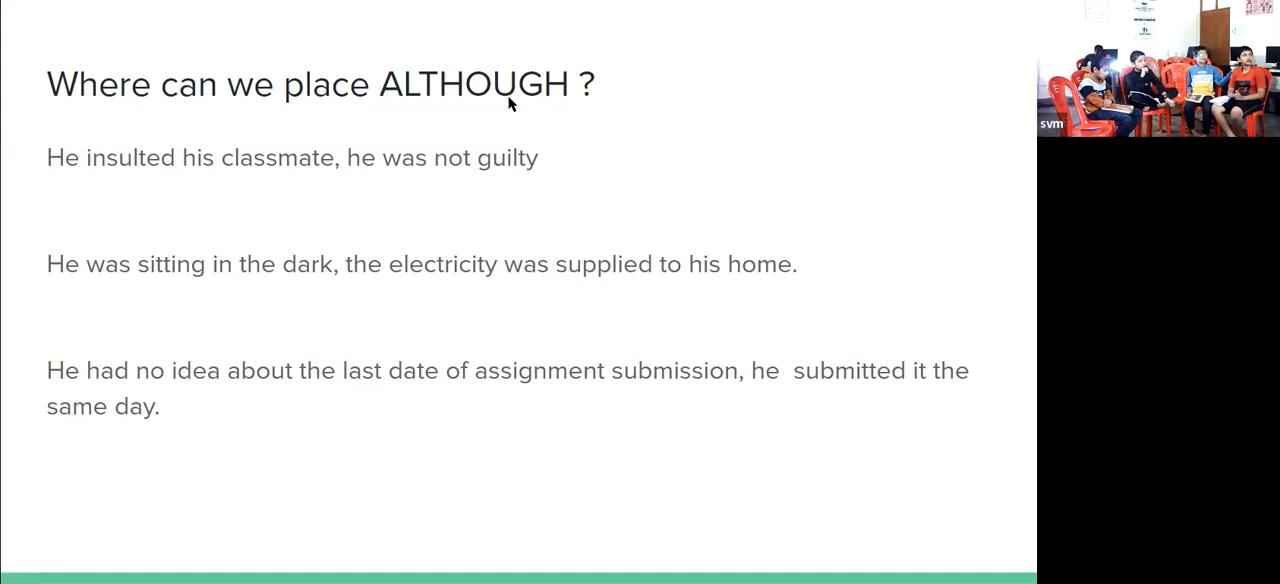 Where can we place ALTHOUGH ?
He insulted his classmate, he was not guilty
He was sitting in the dark, the electricity was supplied to his home.
He had no idea about the last date of assignment submission, he  submitted it the
same day.
svm